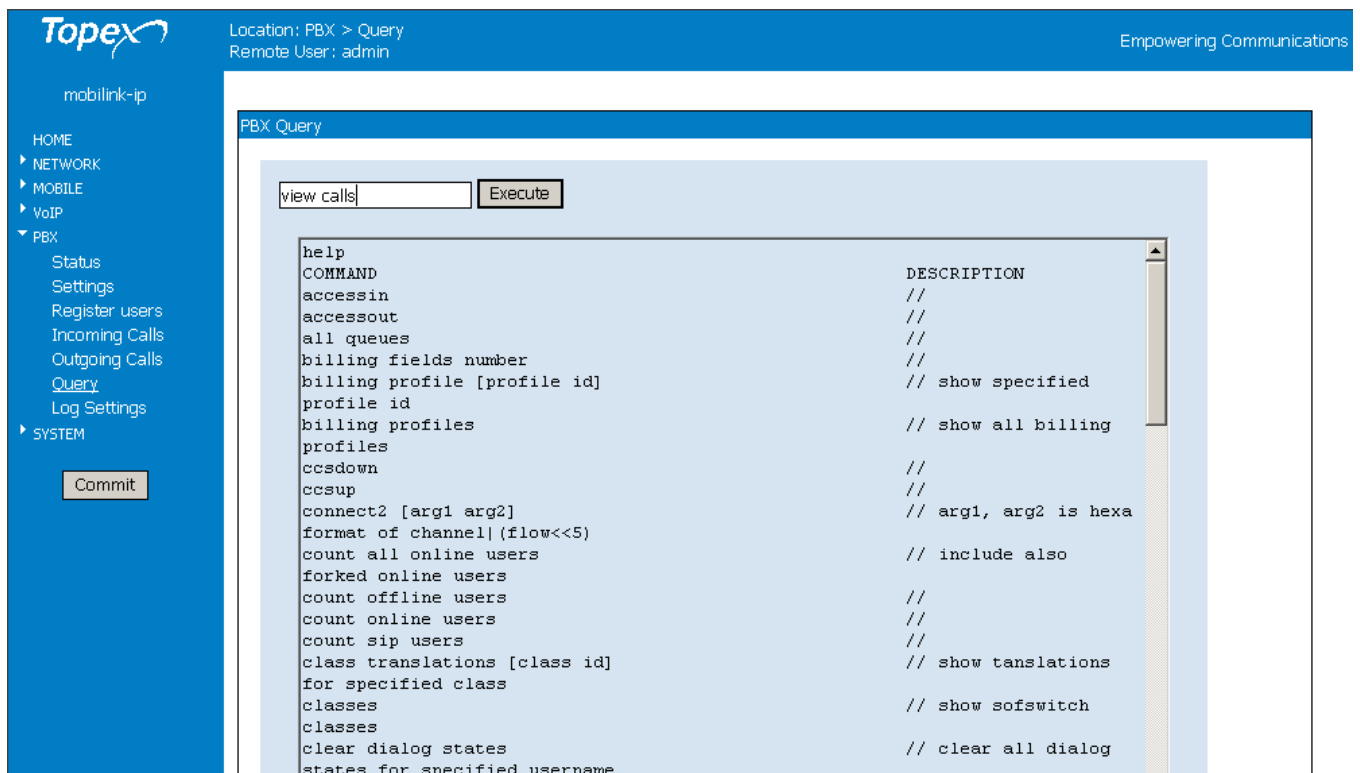 Topex
Location: PBX > Query
Remote User: admin
Empowering Communications
mobilink-ip
HOME
NETWORK
MOBILE
VoIP
PBX
Status
Settings
Register users
Incoming Calls
Outgoing Calls
Query
Log Settings
SYSTEM
Commit
PBX Query
view calls
Execute
help
COMMAND DESCRIPTION
accessin //
accessout //
all queues //
billing fields number //
billing profile [profile id] // show specified
profile id
billing profiles // show all billing
profiles
ccsdown //
ccsup //
connect2 [arg1 arg2] // arg1, arg2 is hexa
format of channel|(flow<<5)
count all online users // include also
forked online users
count offline users //
count online users //
count sip users //
class translations [class id] // show tanslations
for specified class
classes // show sofswitch
classes
clear dialog states // clear all dialog
states for specified username